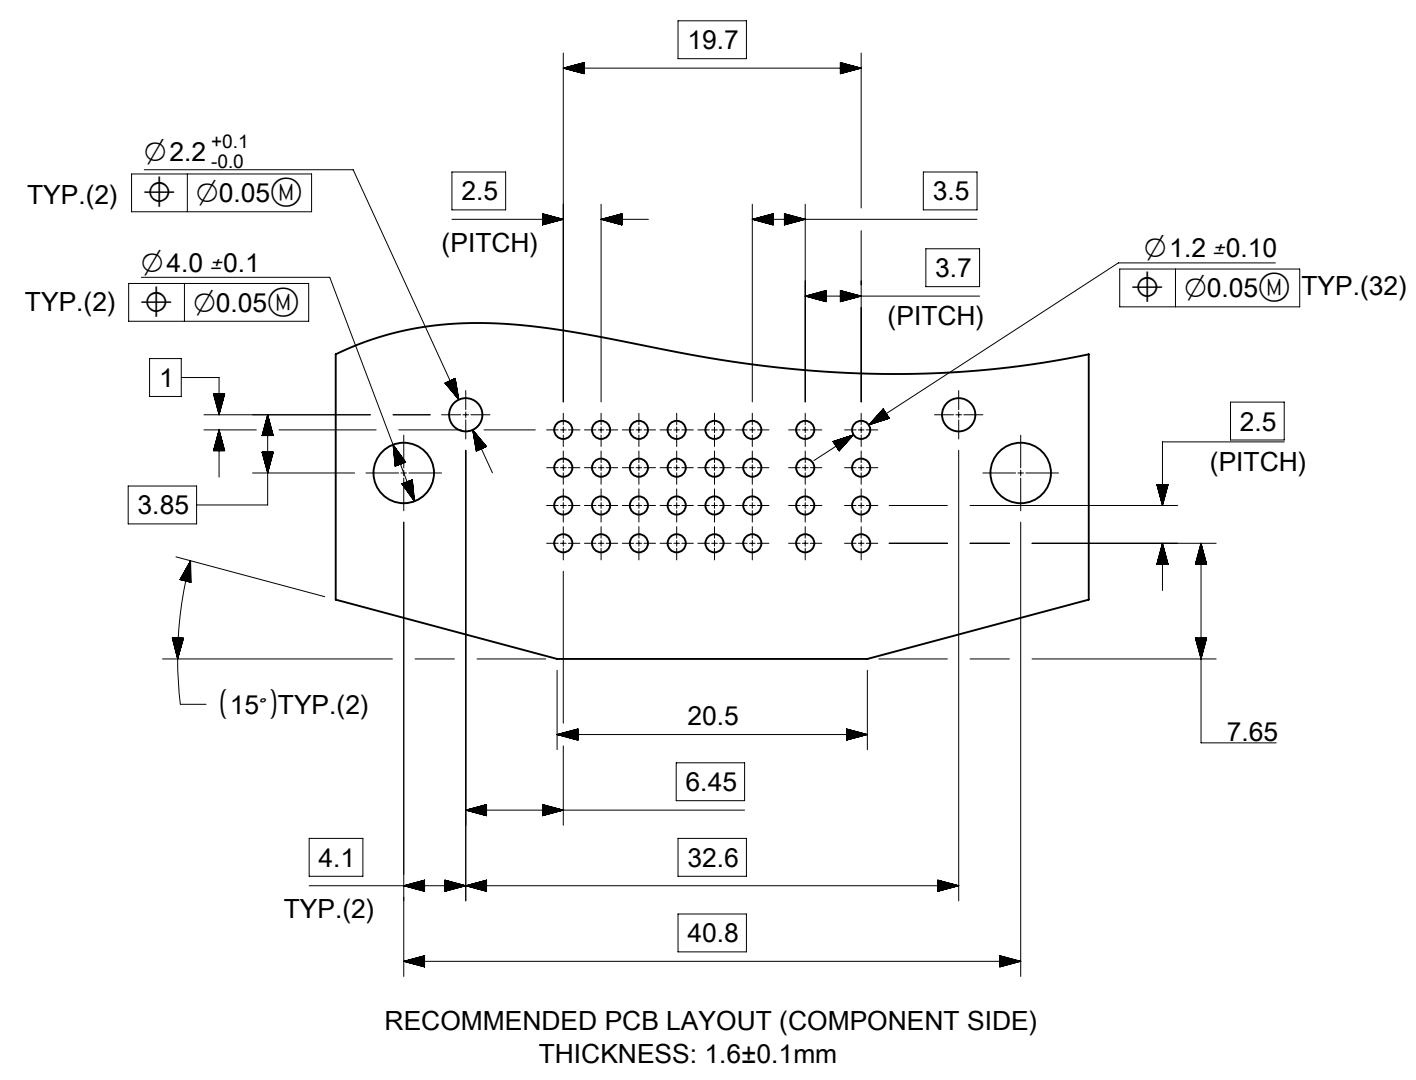 19.7
∅2.2 +0.1 -0.0
TYP.(2) ⌖ ∅0.05Ⓜ
2.5
(PITCH)
3.5
∅4.0 ±0.1
TYP.(2) ⌖ ∅0.05Ⓜ
3.7
(PITCH)
∅1.2 ±0.10
⌖ ∅0.05Ⓜ TYP.(32)
1
2.5
(PITCH)
3.85
(15°)TYP.(2)
20.5
7.65
6.45
4.1
TYP.(2)
32.6
40.8
RECOMMENDED PCB LAYOUT (COMPONENT SIDE)
THICKNESS: 1.6±0.1mm